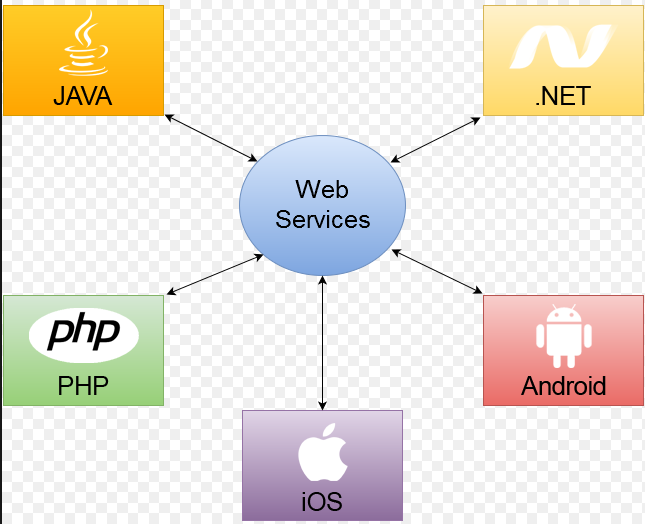 JAVA
.NET
Web
Services
php
PHP
Android
iOS